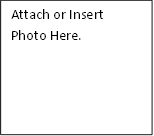 Attach or Insert
Photo Here.